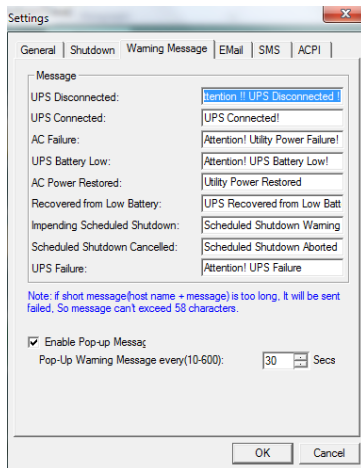 Settings
General Shutdown Warning Message EMail SMS ACPI
Message
UPS Disconnected: ttention !! UPS Disconnected !
UPS Connected: UPS Connected!
AC Failure: Attention! Utility Power Failure!
UPS Battery Low: Attention! UPS Battery Low!
AC Power Restored: Utility Power Restored
Recovered from Low Battery: UPS Recovered from Low Batt
Impending Scheduled Shutdown: Scheduled Shutdown Warning
Scheduled Shutdown Cancelled: Scheduled Shutdown Aborted
UPS Failure: Attention! UPS Failure
Note: if short message(host name + message) is too long, It will be sent
failed, So message can't exceed 58 characters.
Enable Pop-up Messag
Pop-Up Warning Message every(10-600): 30 Secs
OK Cancel